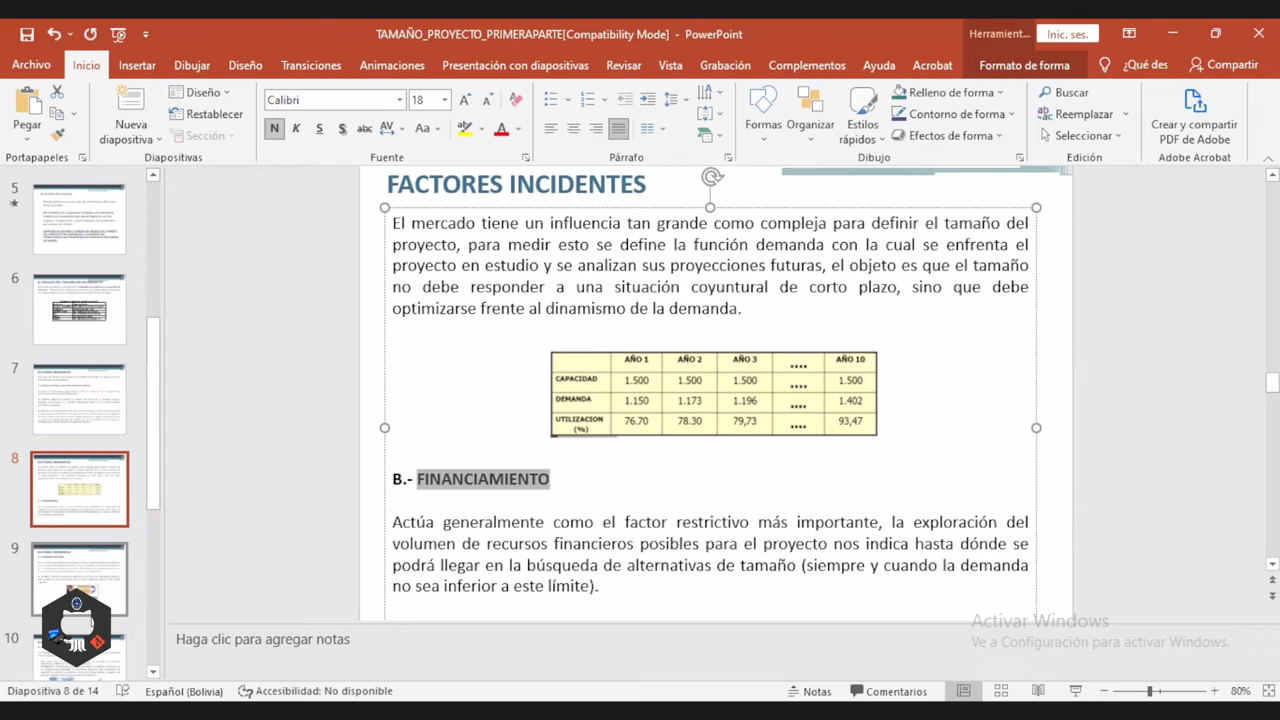 TAMAÑO_PROYECTO_PRIMERAPARTE[Compatibility Mode] - PowerPoint
Herramient...
Inic. ses.
Archivo Inicio Insertar Dibujar Diseño Transiciones Animaciones Presentación con diapositivas Revisar Vista Grabación Complementos Ayuda Acrobat Formato de forma ¿Qué des Compartir
Pegar
Portapapeles
Nueva diapositiva
Diseño
Restablecer
Sección
Diapositivas
Calibri 18
N K S S abc AV Aa A
Fuente
Párrafo
Formas
Organizar
Estilos rápidos
Relleno de forma
Contorno de forma
Efectos de forma
Dibujo
Buscar
Reemplazar
Seleccionar
Edición
Crear y compartir PDF de Adobe
Adobe Acrobat
5
6
7
8
9
10
FACTORES INCIDENTES
El mercado tiene una influencia tan grande como compleja para definir el tamaño del
proyecto, para medir esto se define la función demanda con la cual se enfrenta el
proyecto en estudio y se analizan sus proyecciones futuras, el objeto es que el tamaño
no debe responder a una situación coyuntural de corto plazo, sino que debe
optimizarse frente al dinamismo de la demanda.
AÑO 1 AÑO 2 AÑO 3 .... AÑO 10
CAPACIDAD 1.500 1.500 1.500 .... 1.500
DEMANDA 1.150 1.173 1.196 .... 1.402
UTILIZACION (%) 76.70 78.30 79,73 .... 93,47
B.- FINANCIAMIENTO
Actúa generalmente como el factor restrictivo más importante, la exploración del
volumen de recursos financieros posibles para el proyecto nos indica hasta dónde se
podrá llegar en la búsqueda de alternativas de tamaño (siempre y cuando la demanda
no sea inferior a este límite).
Activar Windows
Ve a Configuración para activar Windows.
Haga clic para agregar notas
Diapositiva 8 de 14 Español (Bolivia) Accesibilidad: No disponible Notas Comentarios 80%